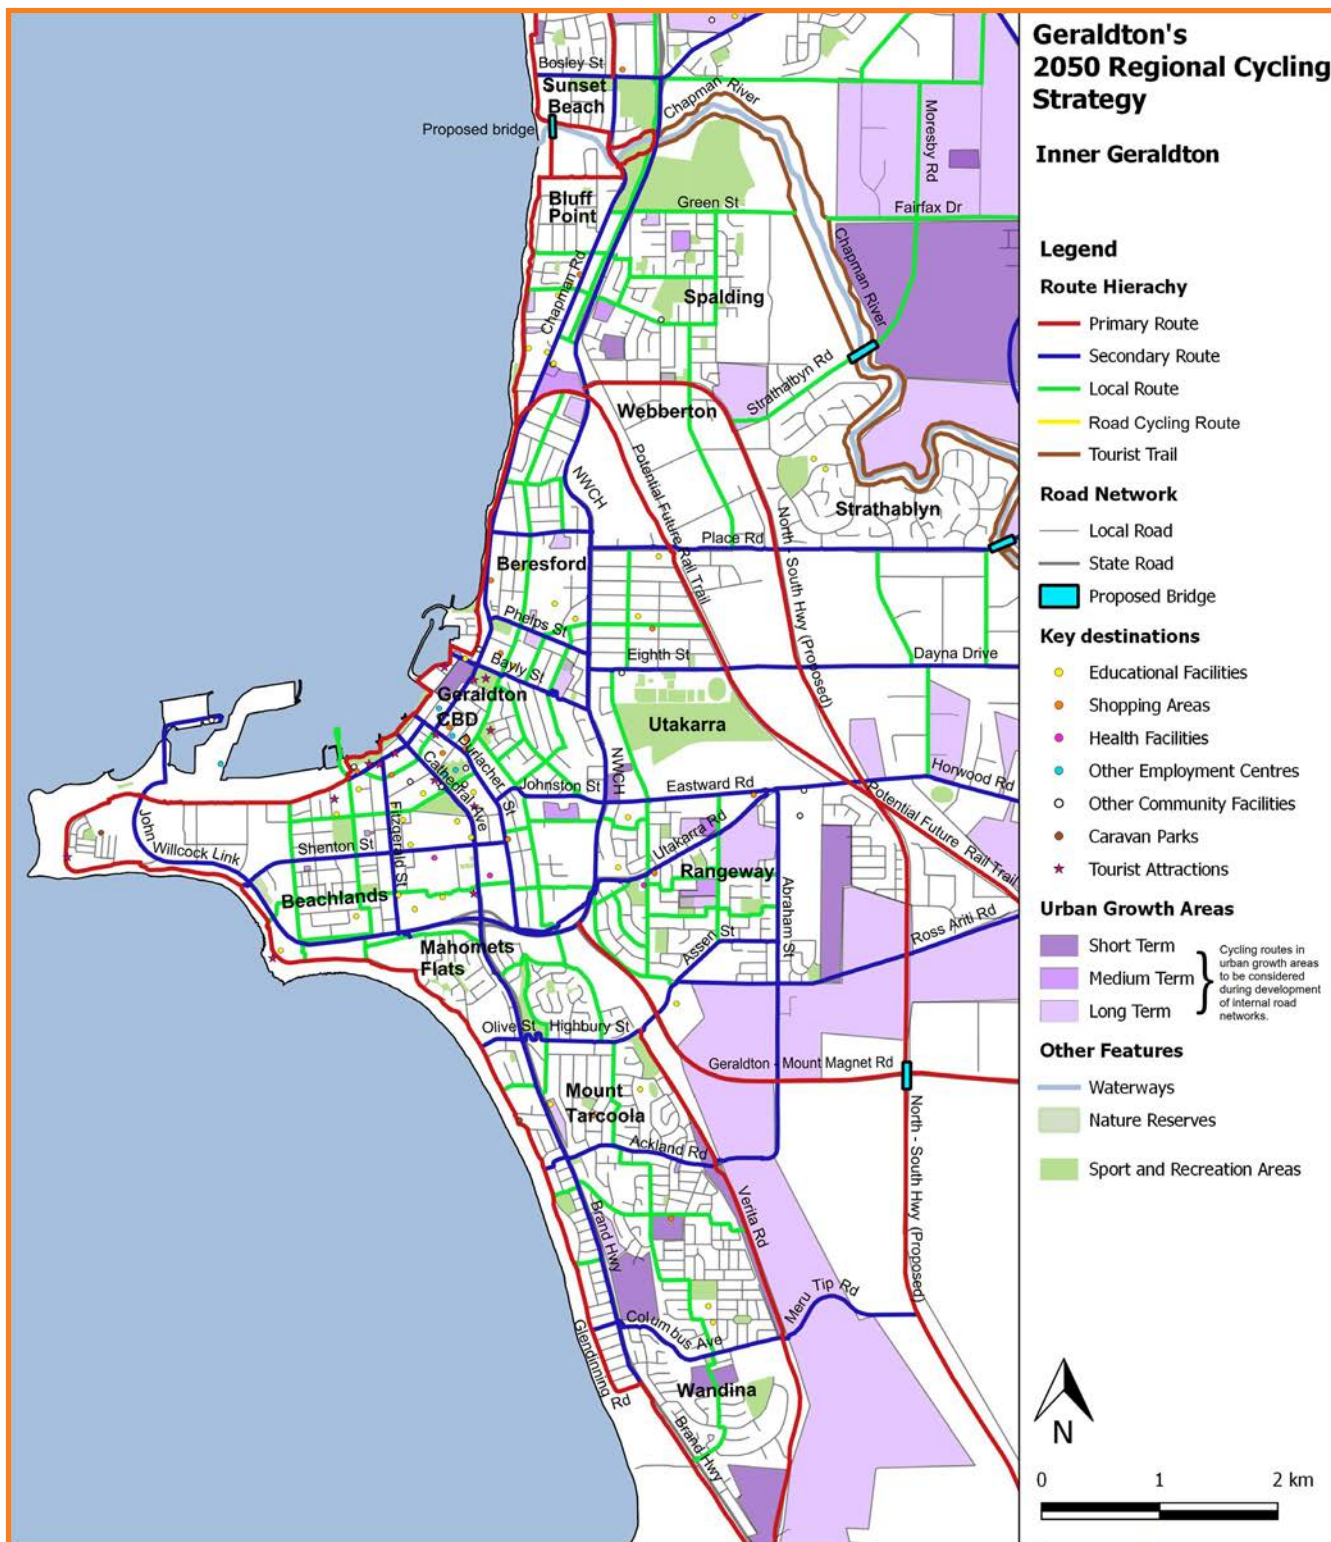 Geraldton's
2050 Regional Cycling
Strategy
Inner Geraldton
Legend
Route Hierachy
Primary Route
Secondary Route
Local Route
Road Cycling Route
Tourist Trail
Road Network
Local Road
State Road
Proposed Bridge
Key destinations
Educational Facilities
Shopping Areas
Health Facilities
Other Employment Centres
Other Community Facilities
Caravan Parks
Tourist Attractions
Urban Growth Areas
Short Term
Medium Term
Long Term
Cycling routes in
urban growth areas
to be considered
during development
of internal road
networks.
Other Features
Waterways
Nature Reserves
Sport and Recreation Areas
N
0 1 2 km
Bosley St
Sunset
Beach
Proposed bridge
Chapman River
Moresby Rd
Bluff
Point
Green St
Fairfax Dr
Chapman Rd
Chapman River
Spalding
Strathalbyn Rd
Webberton
NWCH
Potential Future Rail Trail
Strathablyn
North - South Hwy (Proposed)
Place Rd
Beresford
Phelps St
Eighth St
Dayna Drive
Bayly St
Geraldton
CBD
Utakarra
Durlacher St
Cathedral Ave
Johnston St
NWCH
Eastward Rd
Horwood Rd
John Willcock Link
Fitzgerald St
Shenton St
Utakarra Rd
Potential Future Rail Trail
Rangeway
Abraham St
Beachlands
Ross Ariti Rd
Assen St
Mahomets
Flats
Olive St
Highbury St
Geraldton - Mount Magnet Rd
Mount
Tarcoola
North - South Hwy (Proposed)
Ackland Rd
Verita Rd
Brand Hwy
Meru Tip Rd
Columbus Ave
Glendinning Rd
Wandina
Brand Hwy